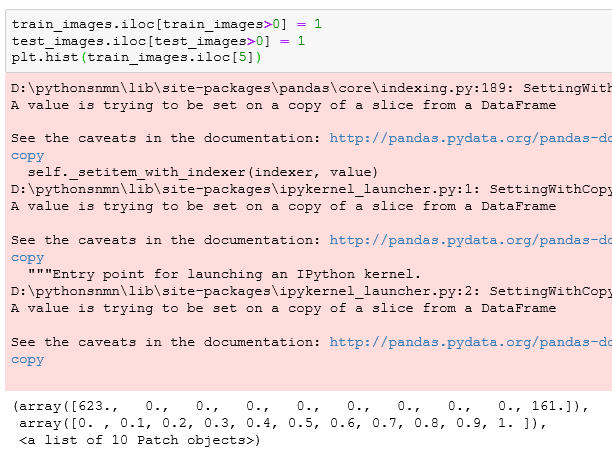 train_images.iloc[train_images>0] = 1
test_images.iloc[test_images>0] = 1
plt.hist(train_images.iloc[5])
D:\pythonsnmn\lib\site-packages\pandas\core\indexing.py:189: SettingWith
A value is trying to be set on a copy of a slice from a DataFrame
See the caveats in the documentation: http://pandas.pydata.org/pandas-do
copy
self._setitem_with_indexer(indexer, value)
D:\pythonsnmn\lib\site-packages\ipykernel_launcher.py:1: SettingWithCopy
A value is trying to be set on a copy of a slice from a DataFrame
See the caveats in the documentation: http://pandas.pydata.org/pandas-do
copy
"""Entry point for launching an IPython kernel.
D:\pythonsnmn\lib\site-packages\ipykernel_launcher.py:2: SettingWithCopy
A value is trying to be set on a copy of a slice from a DataFrame
See the caveats in the documentation: http://pandas.pydata.org/pandas-do
copy
(array([623., 0., 0., 0., 0., 0., 0., 0., 0., 161.]),
array([0. , 0.1, 0.2, 0.3, 0.4, 0.5, 0.6, 0.7, 0.8, 0.9, 1. ]),
<a list of 10 Patch objects>)